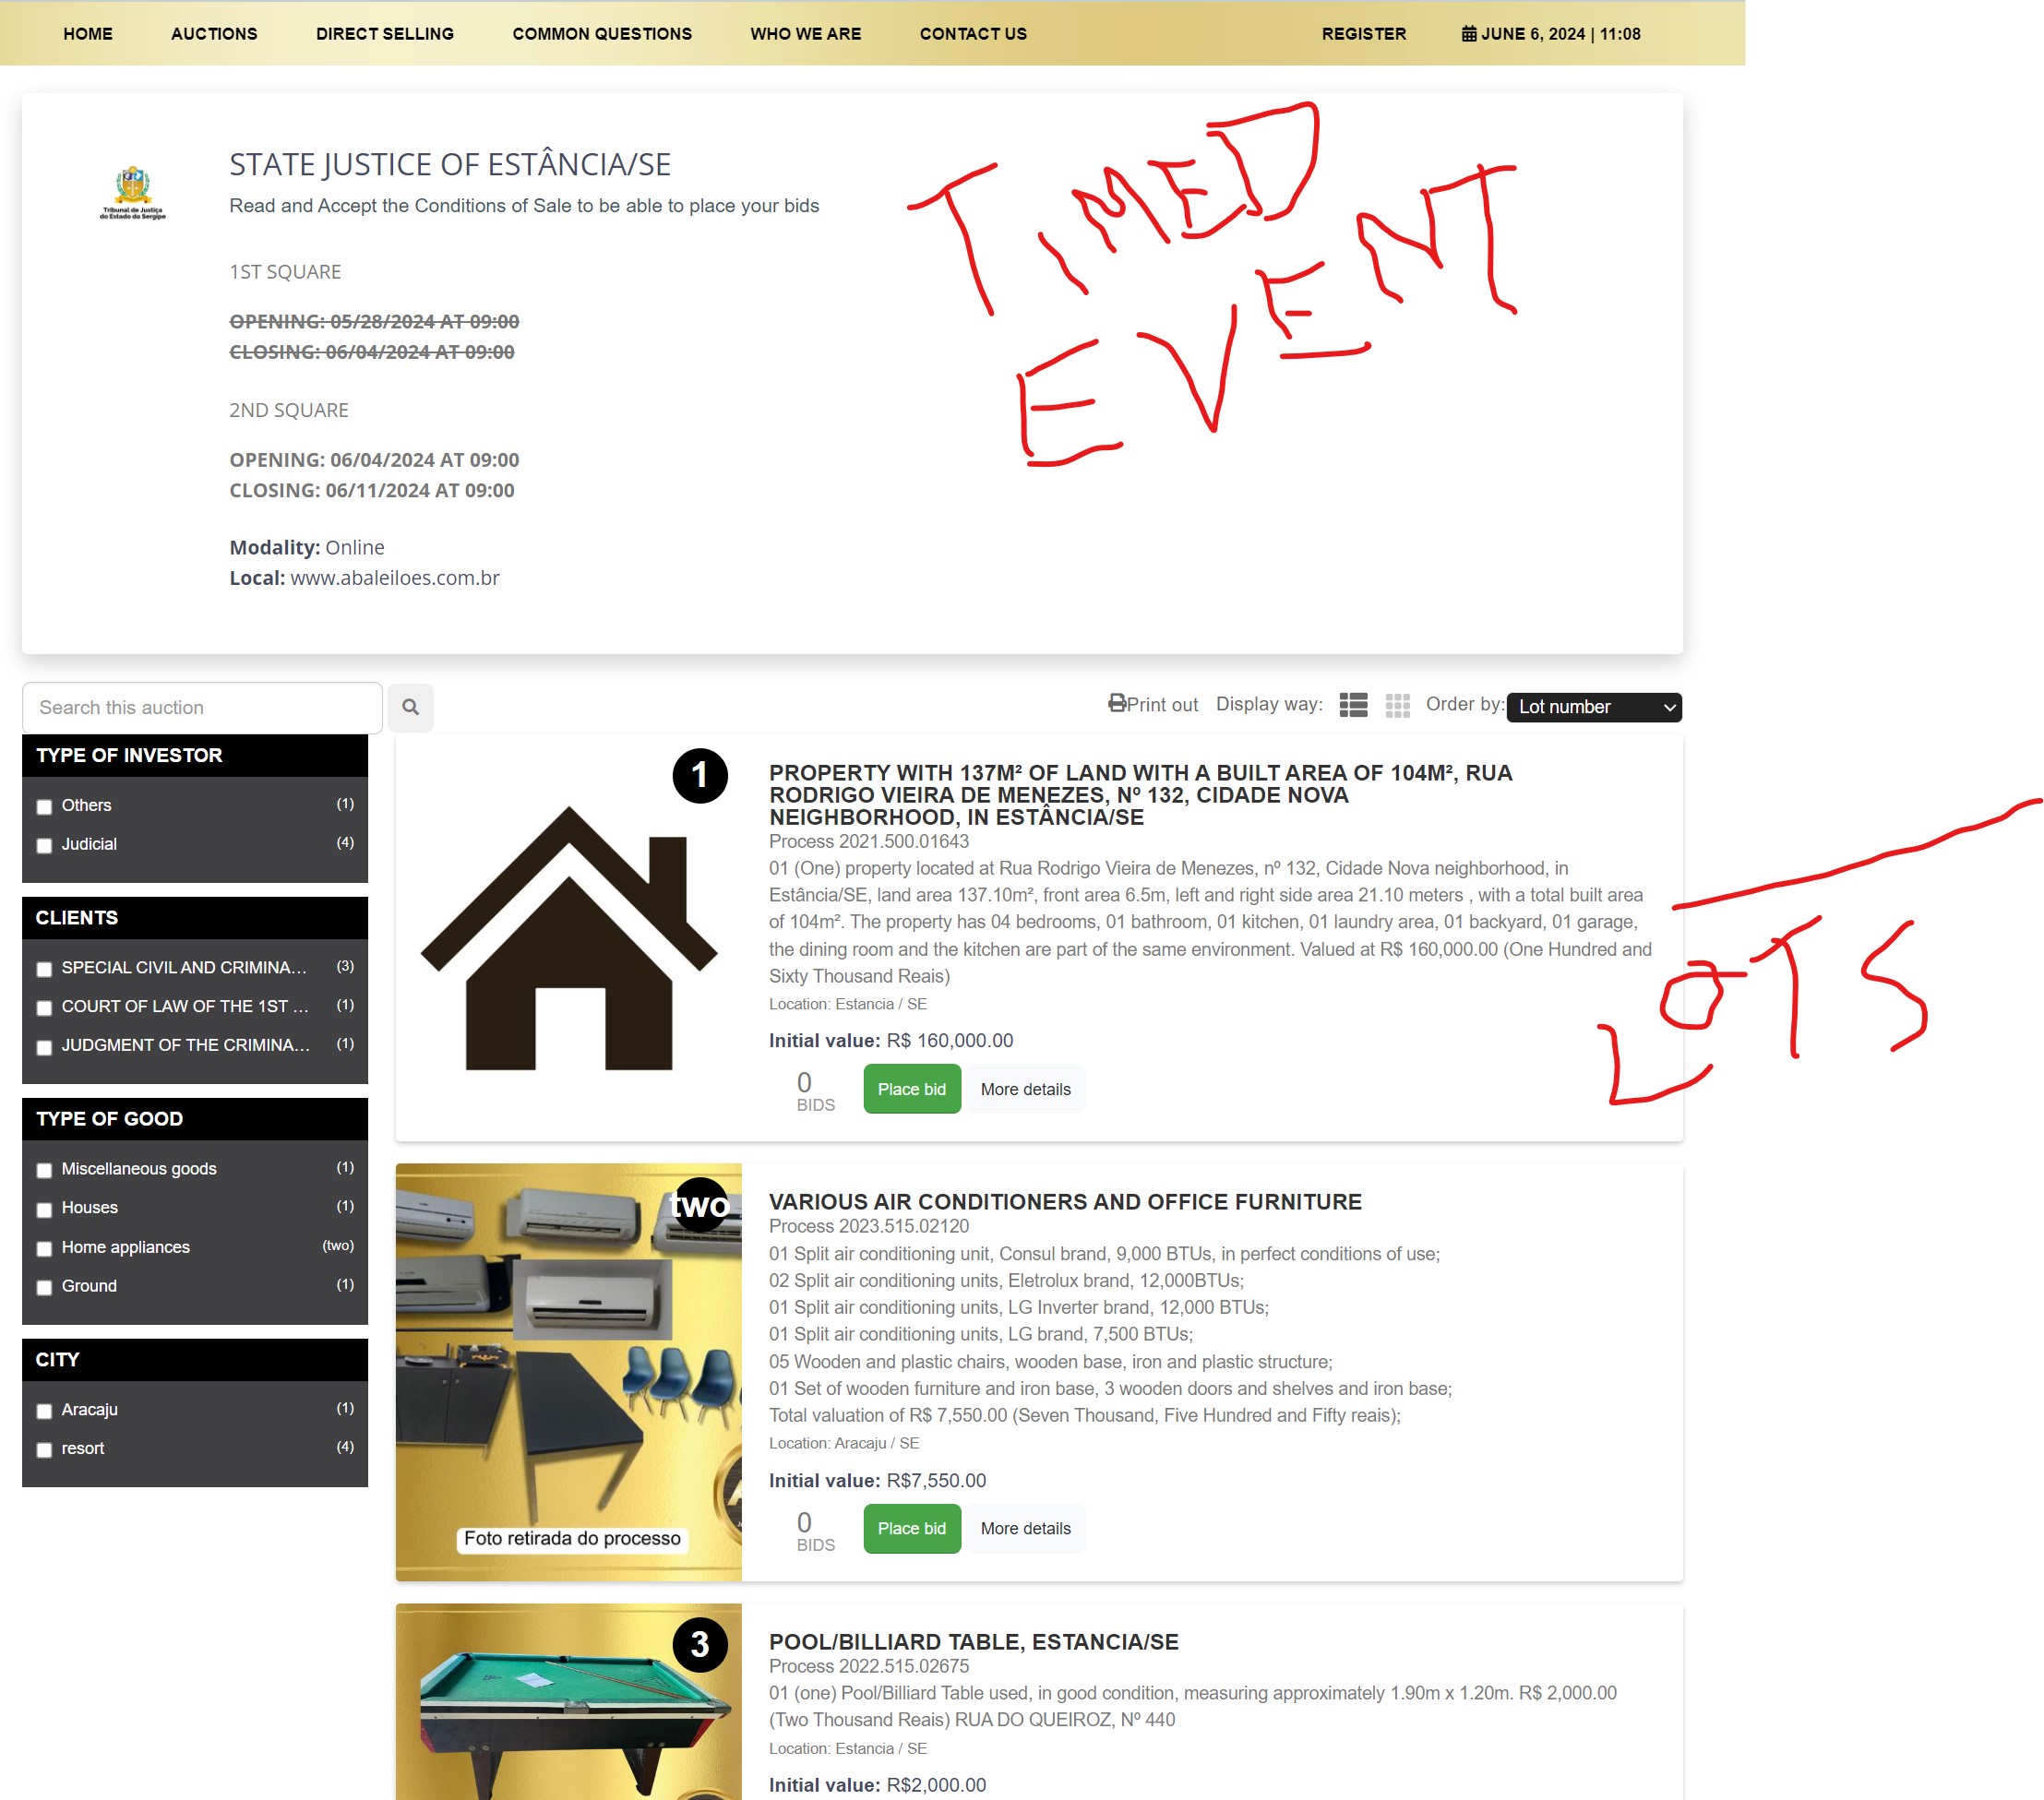 HOME AUCTIONS DIRECT SELLING COMMON QUESTIONS WHO WE ARE CONTACT US REGISTER JUNE 6, 2024 | 11:08
Tribunal de Justiça
do Estado do Sergipe
STATE JUSTICE OF ESTÂNCIA/SE
Read and Accept the Conditions of Sale to be able to place your bids
1ST SQUARE
OPENING: 05/28/2024 AT 09:00
CLOSING: 06/04/2024 AT 09:00
2ND SQUARE
OPENING: 06/04/2024 AT 09:00
CLOSING: 06/11/2024 AT 09:00
Modality: Online
Local: www.abaleiloes.com.br
TIMED
EVENT
Search this auction
Print out Display way: Order by: Lot number
TYPE OF INVESTOR
Others (1)
Judicial (4)
CLIENTS
SPECIAL CIVIL AND CRIMINA... (3)
COURT OF LAW OF THE 1ST ... (1)
JUDGMENT OF THE CRIMINA... (1)
TYPE OF GOOD
Miscellaneous goods (1)
Houses (1)
Home appliances (two)
Ground (1)
CITY
Aracaju (1)
resort (4)
1
PROPERTY WITH 137M² OF LAND WITH A BUILT AREA OF 104M², RUA
RODRIGO VIEIRA DE MENEZES, Nº 132, CIDADE NOVA
NEIGHBORHOOD, IN ESTÂNCIA/SE
Process 2021.500.01643
01 (One) property located at Rua Rodrigo Vieira de Menezes, nº 132, Cidade Nova neighborhood, in
Estância/SE, land area 137.10m², front area 6.5m, left and right side area 21.10 meters , with a total built area
of 104m². The property has 04 bedrooms, 01 bathroom, 01 kitchen, 01 laundry area, 01 backyard, 01 garage,
the dining room and the kitchen are part of the same environment. Valued at R$ 160,000.00 (One Hundred and
Sixty Thousand Reais)
Location: Estancia / SE
Initial value: R$ 160,000.00
0
BIDS
Place bid More details
LOTS
two
Foto retirada do processo
VARIOUS AIR CONDITIONERS AND OFFICE FURNITURE
Process 2023.515.02120
01 Split air conditioning unit, Consul brand, 9,000 BTUs, in perfect conditions of use;
02 Split air conditioning units, Eletrolux brand, 12,000BTUs;
01 Split air conditioning units, LG Inverter brand, 12,000 BTUs;
01 Split air conditioning units, LG brand, 7,500 BTUs;
05 Wooden and plastic chairs, wooden base, iron and plastic structure;
01 Set of wooden furniture and iron base, 3 wooden doors and shelves and iron base;
Total valuation of R$ 7,550.00 (Seven Thousand, Five Hundred and Fifty reais);
Location: Aracaju / SE
Initial value: R$7,550.00
0
BIDS
Place bid More details
3
POOL/BILLIARD TABLE, ESTANCIA/SE
Process 2022.515.02675
01 (one) Pool/Billiard Table used, in good condition, measuring approximately 1.90m x 1.20m. R$ 2,000.00
(Two Thousand Reais) RUA DO QUEIROZ, Nº 440
Location: Estancia / SE
Initial value: R$2,000.00